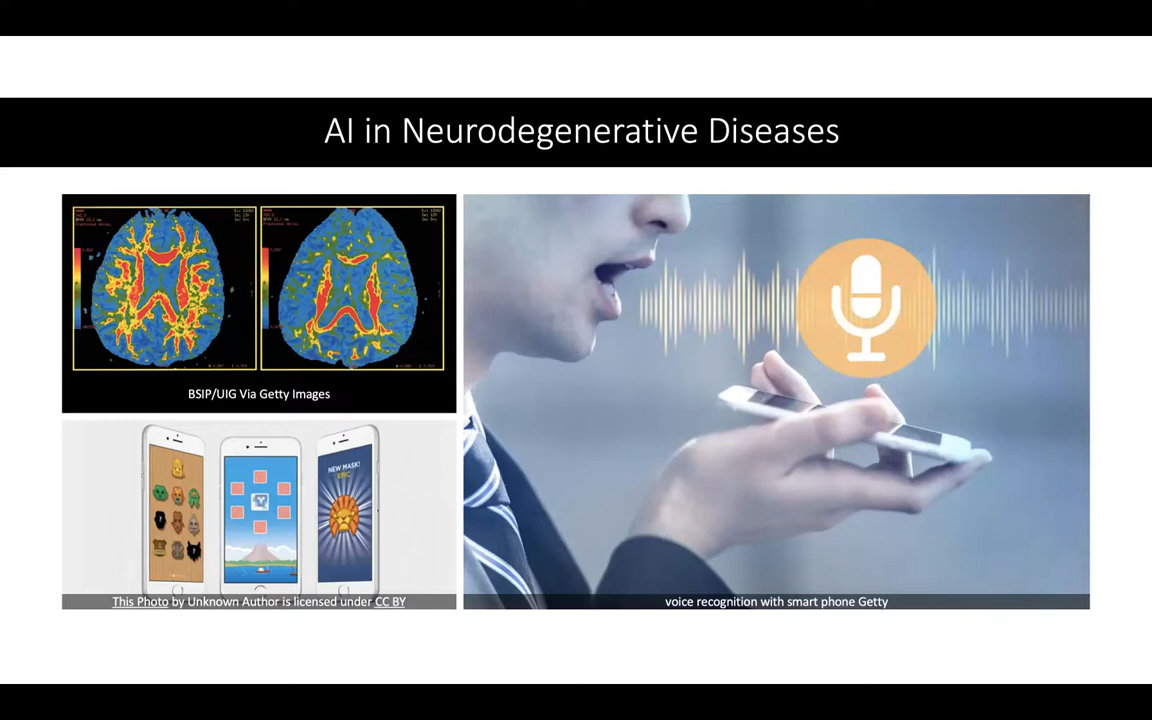 AI in Neurodegenerative Diseases
BSIP/UIG Via Getty Images
NEW MASK!
ERIC
This Photo by Unknown Author is licensed under CC BY
voice recognition with smart phone Getty